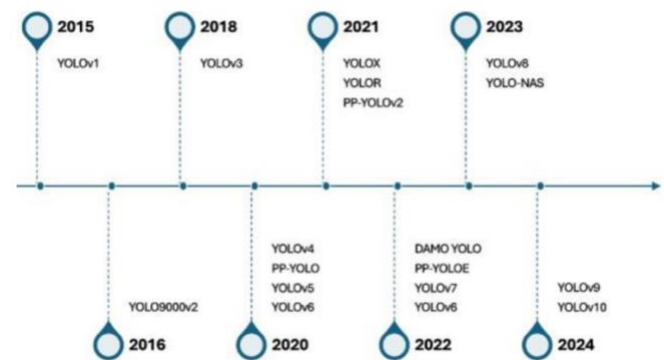 2015
YOLOv1
2018
YOLOv3
2021
YOLOX
YOLOR
PP-YOLOv2
2023
YOLOv8
YOLO-NAS
YOLO9000v2
2016
YOLOv4
PP-YOLO
YOLOv5
YOLOv6
2020
DAMO YOLO
PP-YOLOE
YOLOv7
YOLOv6
2022
YOLOv9
YOLOv10
2024